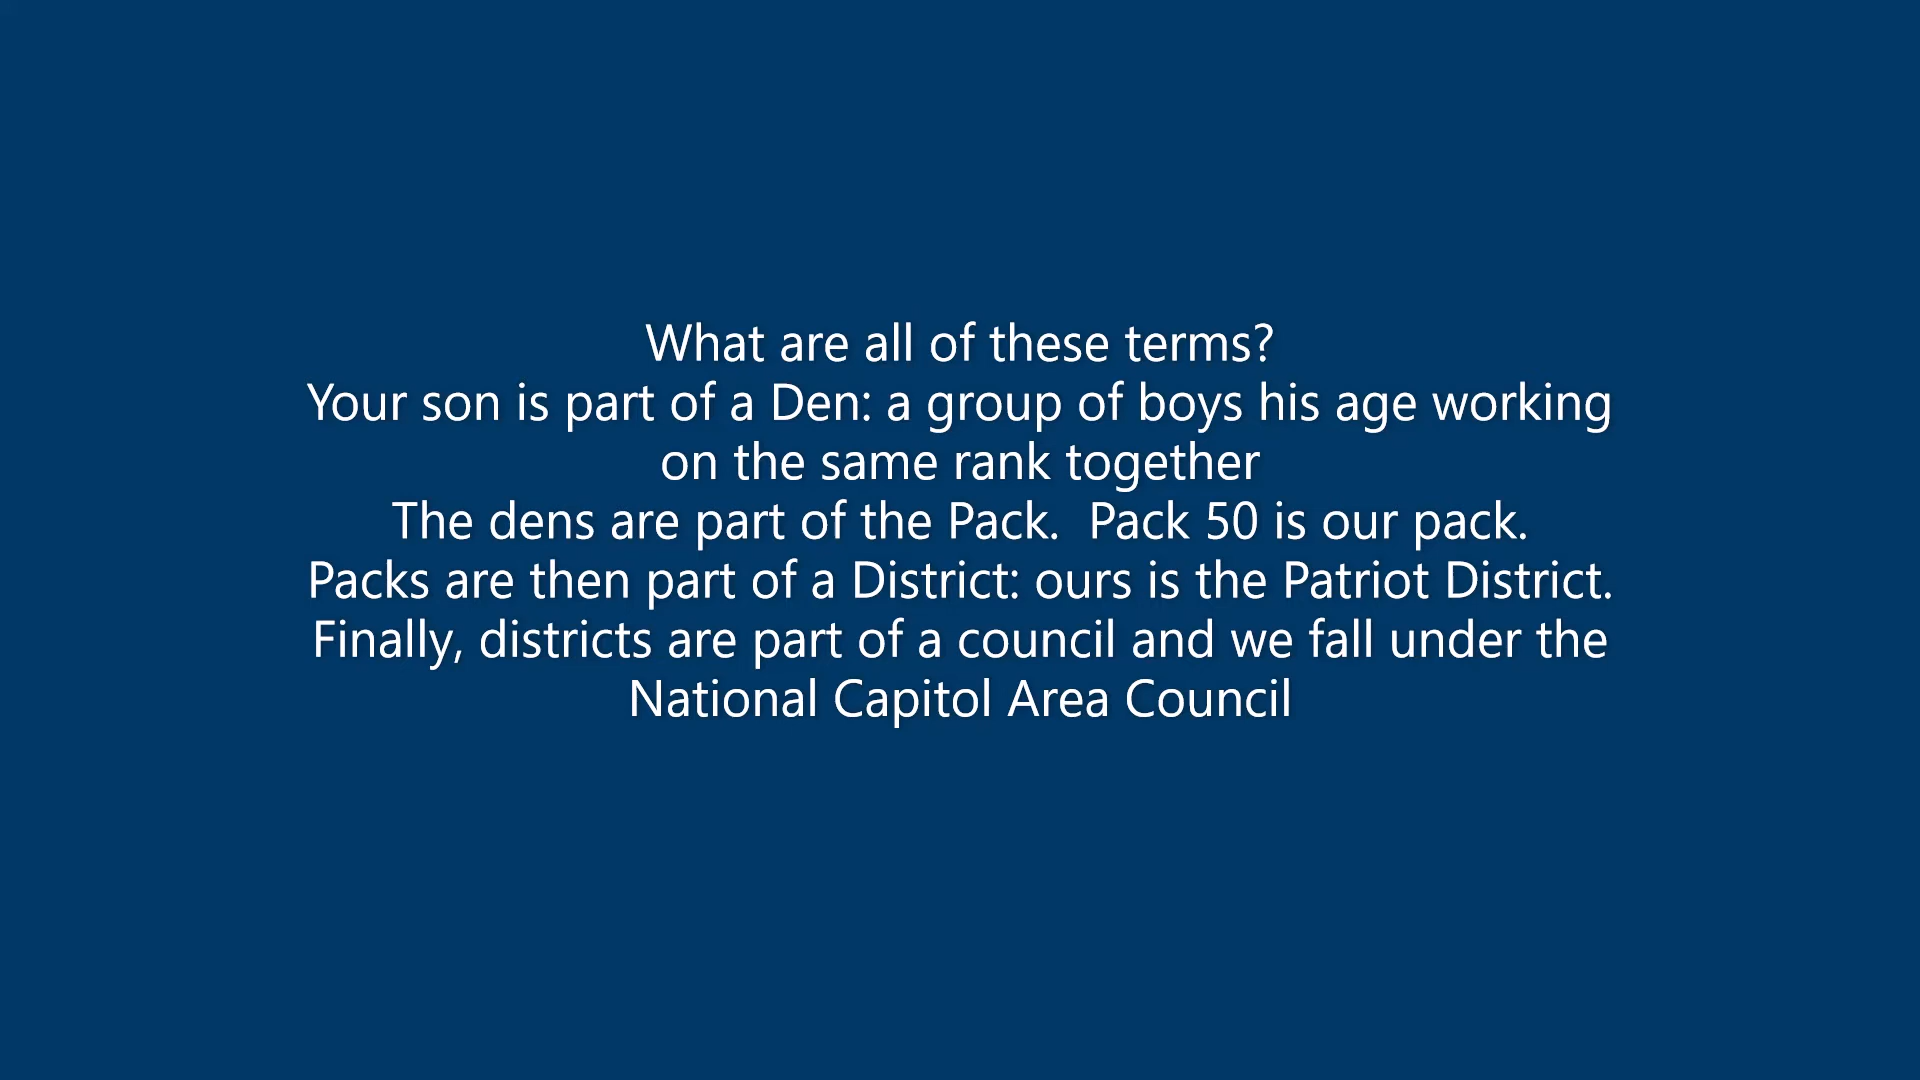 What are all of these terms?
Your son is part of a Den: a group of boys his age working
on the same rank together
The dens are part of the Pack.  Pack 50 is our pack.
Packs are then part of a District: ours is the Patriot District.
Finally, districts are part of a council and we fall under the
National Capitol Area Council